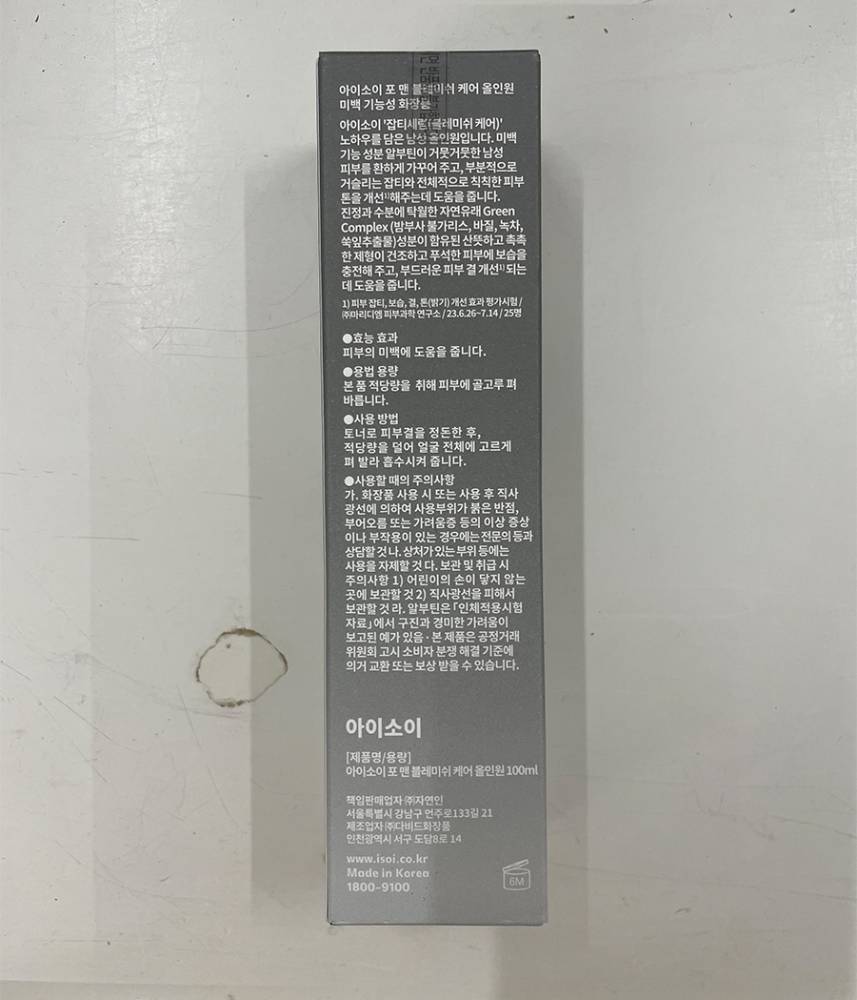 아이소이 포 맨 블레미쉬 케어 올인원
미백 기능성 화장품
아이소이 '잡티세럼(블레미쉬 케어)'
노하우를 담은 남성 올인원입니다. 미백
기능 성분 알부틴이 거뭇거뭇한 남성
피부를 환하게 가꾸어 주고, 부분적으로
거슬리는 잡티와 전체적으로 칙칙한 피부
톤을 개선¹⁾해주는데 도움을 줍니다.
진정과 수분에 탁월한 자연유래 Green
Complex (밤부사 불가리스, 바질, 녹차,
쑥잎추출물)성분이 함유된 산뜻하고 촉촉
한 제형이 건조하고 푸석한 피부에 보습을
충전해 주고, 부드러운 피부 결 개선¹⁾ 되는
데 도움을 줍니다.
1) 피부 잡티, 보습, 결, 톤(밝기) 개선 효과 평가시험 /
㈜마리디엠 피부과학 연구소 / 23.6.26~7.14 / 25명
●효능 효과
피부의 미백에 도움을 줍니다.
●용법 용량
본 품 적당량을 취해 피부에 골고루 펴
바릅니다.
●사용 방법
토너로 피부결을 정돈한 후,
적당량을 덜어 얼굴 전체에 고르게
펴 발라 흡수시켜 줍니다.
●사용할 때의 주의사항
가. 화장품 사용 시 또는 사용 후 직사
광선에 의하여 사용부위가 붉은 반점,
부어오름 또는 가려움증 등의 이상 증상
이나 부작용이 있는 경우에는 전문의 등과
상담할 것 나. 상처가 있는 부위 등에는
사용을 자제할 것 다. 보관 및 취급 시
주의사항 1) 어린이의 손이 닿지 않는
곳에 보관할 것 2) 직사광선을 피해서
보관할 것 라. 알부틴은 「인체적용시험
자료」에서 구진과 경미한 가려움이
보고된 예가 있음 · 본 제품은 공정거래
위원회 고시 소비자 분쟁 해결 기준에
의거 교환 또는 보상 받을 수 있습니다.
아이소이
[제품명/용량]
아이소이 포 맨 블레미쉬 케어 올인원 100ml
책임판매업자 ㈜자연인
서울특별시 강남구 언주로133길 21
제조업자 ㈜다비드화장품
인천광역시 서구 도담8로 14
www.isoi.co.kr
Made in Korea
1800-9100
6M